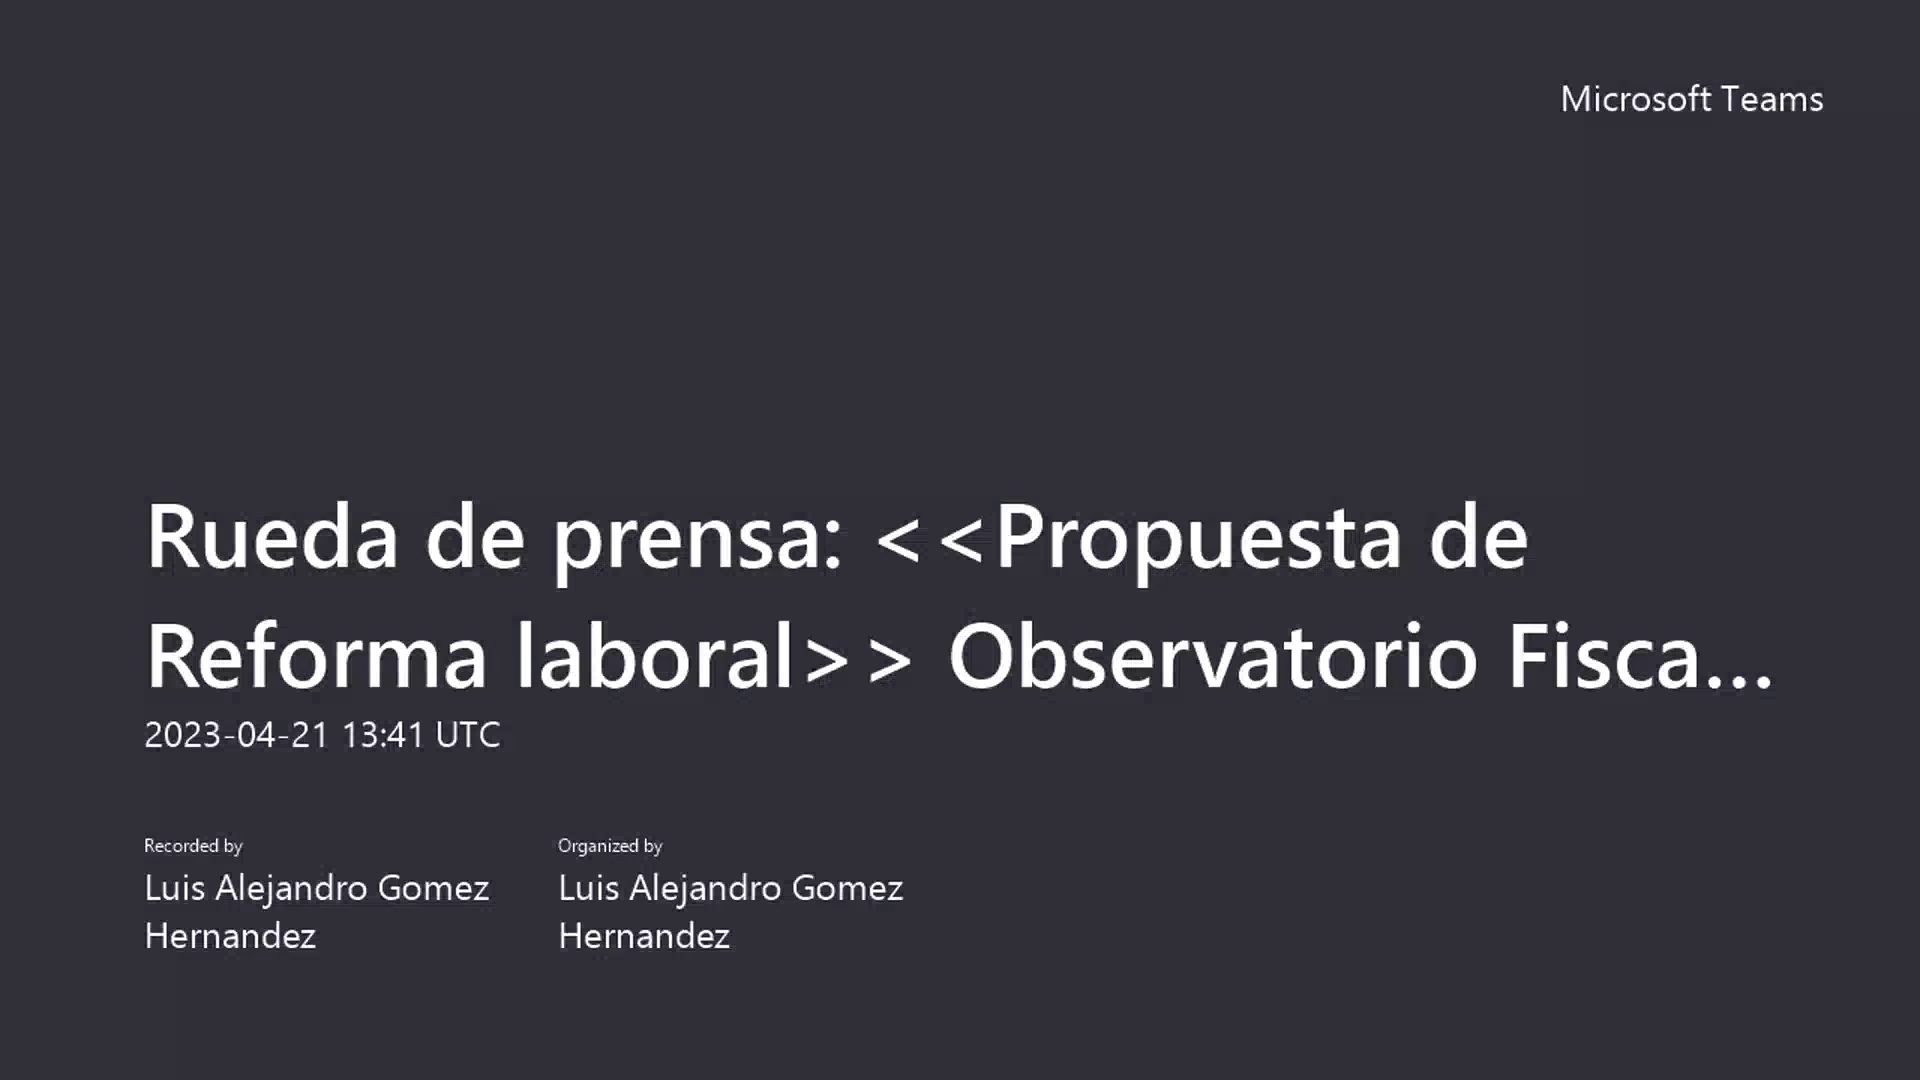 Microsoft Teams
Rueda de prensa: <<Propuesta de
Reforma laboral>> Observatorio Fisca...
2023-04-21 13:41 UTC
Recorded by
Luis Alejandro Gomez
Hernandez
Organized by
Luis Alejandro Gomez
Hernandez